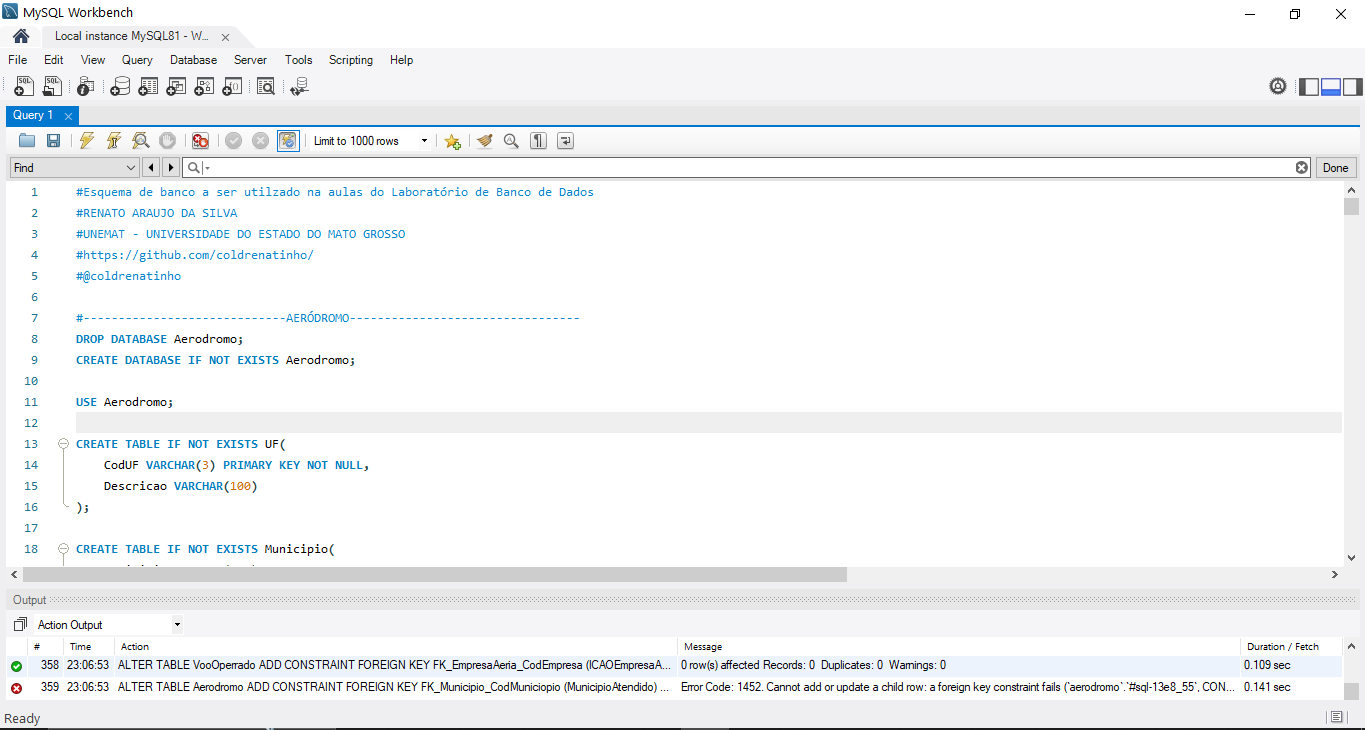 MySQL Workbench
Local instance MySQL81 - W... ×
File Edit View Query Database Server Tools Scripting Help
Query 1 ×
Limit to 1000 rows
Find Done
1 #Esquema de banco a ser utilzado na aulas do Laboratório de Banco de Dados
2 #RENATO ARAUJO DA SILVA
3 #UNEMAT - UNIVERSIDADE DO ESTADO DO MATO GROSSO
4 #https://github.com/coldrenatinho/
5 #@coldrenatinho
6
7 #-----------------------------AERÓDROMO---------------------------------
8 DROP DATABASE Aerodromo;
9 CREATE DATABASE IF NOT EXISTS Aerodromo;
10
11 USE Aerodromo;
12
13 CREATE TABLE IF NOT EXISTS UF(
14 CodUF VARCHAR(3) PRIMARY KEY NOT NULL,
15 Descricao VARCHAR(100)
16 );
17
18 CREATE TABLE IF NOT EXISTS Municipio(
Output
Action Output
# Time Action Message Duration / Fetch
358 23:06:53 ALTER TABLE VooOperrado ADD CONSTRAINT FOREIGN KEY FK_EmpresaAeria_CodEmpresa (ICAOEmpresaA... 0 row(s) affected Records: 0 Duplicates: 0 Warnings: 0 0.109 sec
359 23:06:53 ALTER TABLE Aerodromo ADD CONSTRAINT FOREIGN KEY FK_Municipio_CodMuniciopio (MunicipioAtendido) ... Error Code: 1452. Cannot add or update a child row: a foreign key constraint fails (`aerodromo`.`#sql-13e8_55`, CON... 0.141 sec
Ready